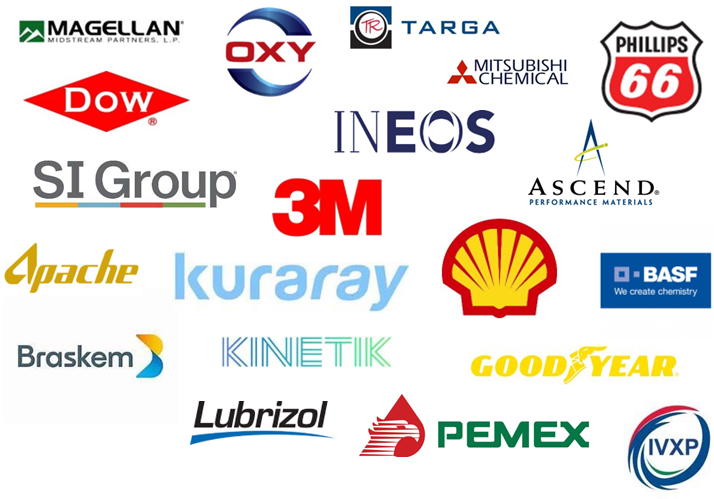 MAGELLAN®
MIDSTREAM PARTNERS, L.P.
OXY
TR
TARGA
MITSUBISHI
CHEMICAL
PHILLIPS
66
DOW
®
INEOS
ASCEND®
PERFORMANCE MATERIALS
SI Group
3M
Apache
kuraray
BASF
We create chemistry
Braskem
KINETIK
GOODYEAR
Lubrizol
PEMEX
IVXP